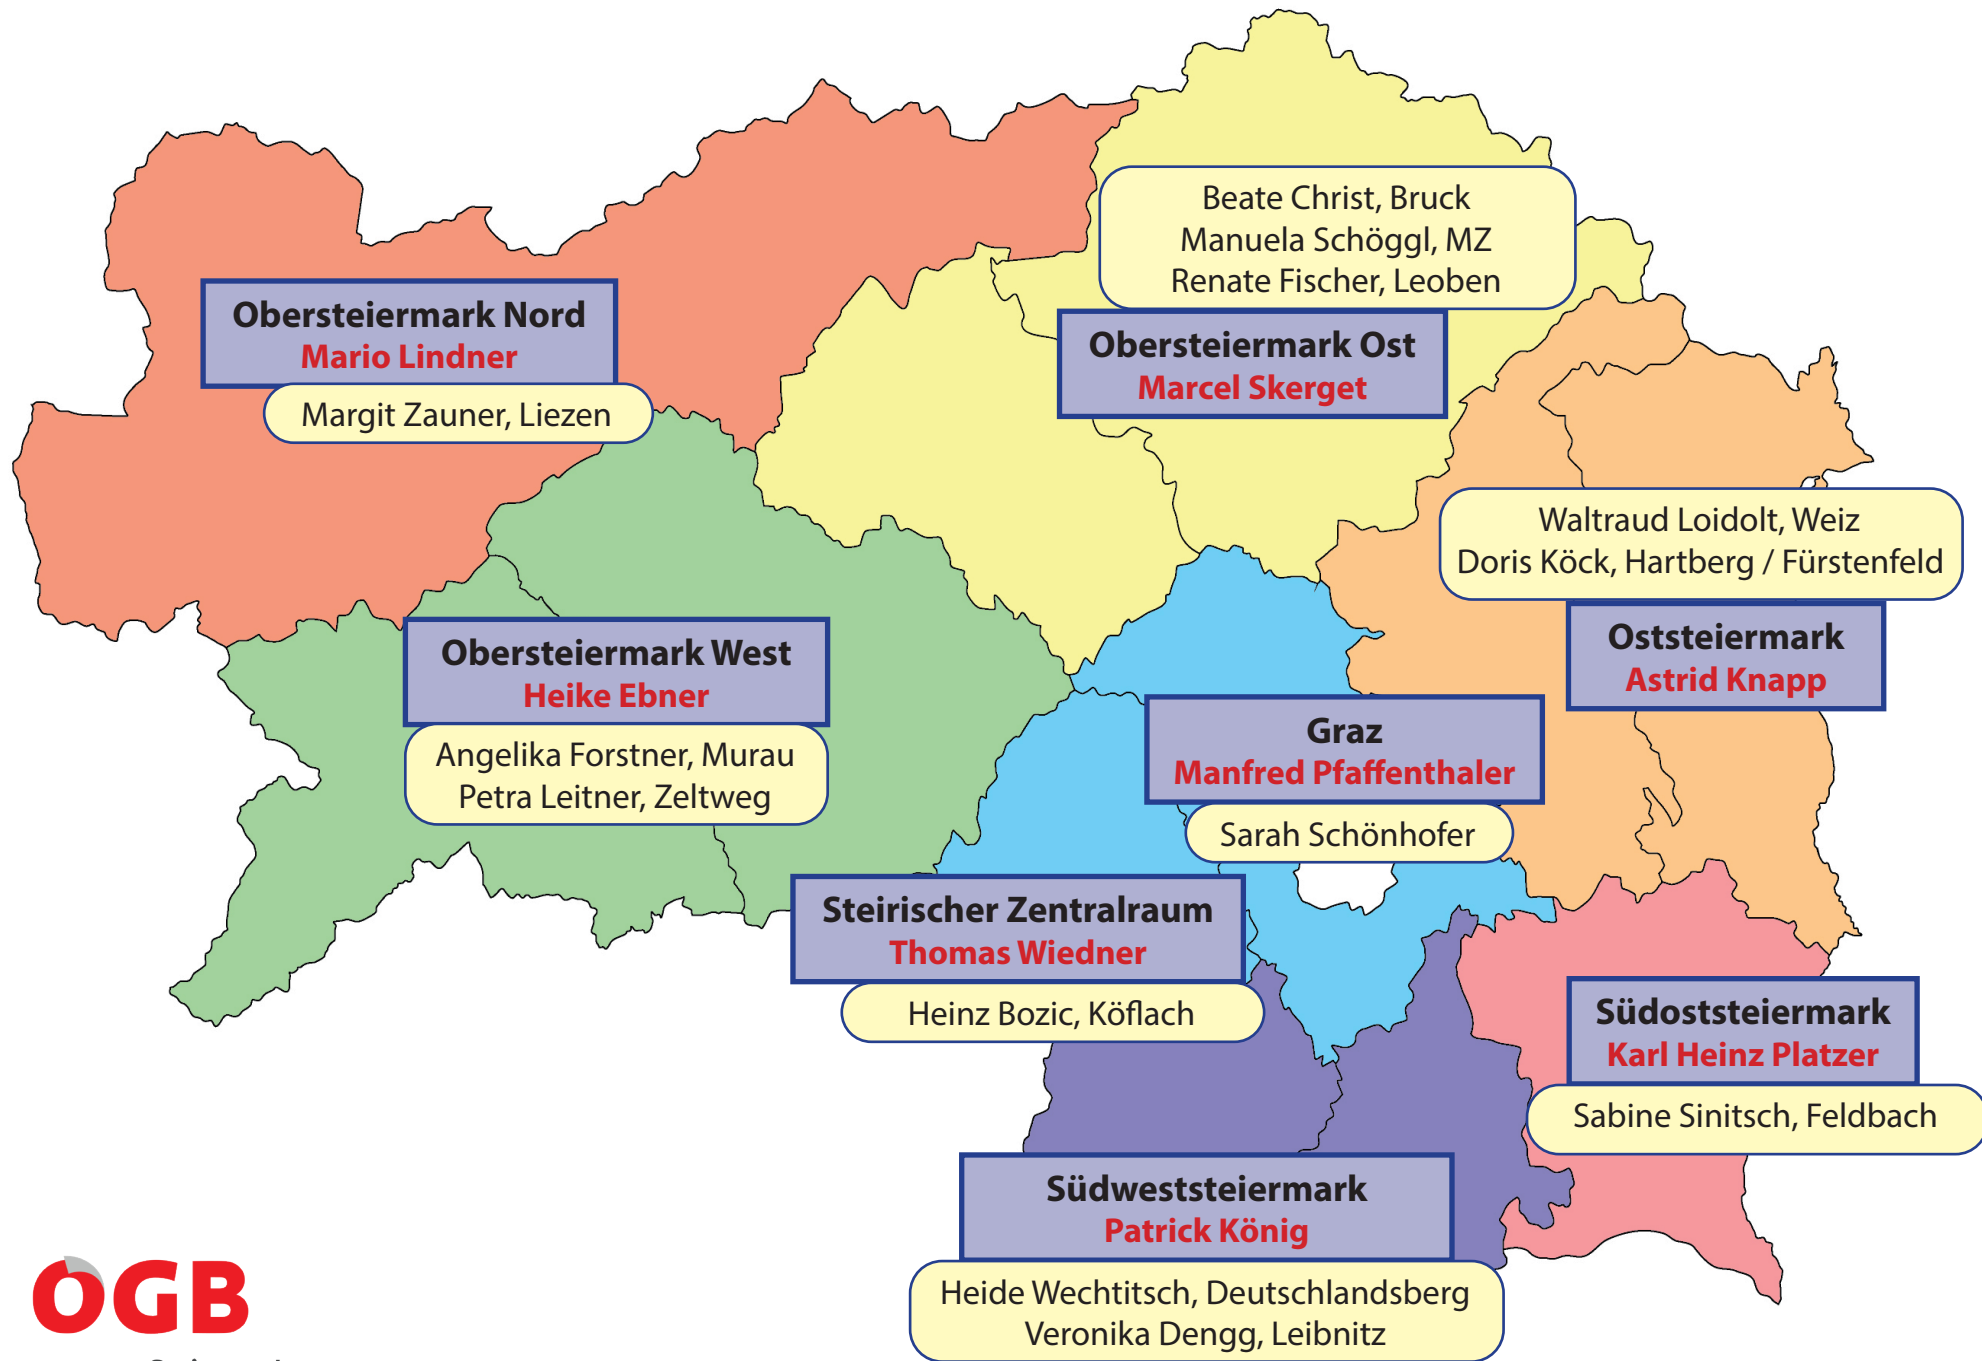 Beate Christ, Bruck
Manuela Schöggl, MZ
Renate Fischer, Leoben
Obersteiermark Nord
Mario Lindner
Margit Zauner, Liezen
Obersteiermark Ost
Marcel Skerget
Waltraud Loidolt, Weiz
Doris Köck, Hartberg / Fürstenfeld
Oststeiermark
Astrid Knapp
Obersteiermark West
Heike Ebner
Angelika Forstner, Murau
Petra Leitner, Zeltweg
Graz
Manfred Pfaffenthaler
Sarah Schönhofer
Steirischer Zentralraum
Thomas Wiedner
Heinz Bozic, Köflach
Südoststeiermark
Karl Heinz Platzer
Sabine Sinitsch, Feldbach
Südweststeiermark
Patrick König
Heide Wechtitsch, Deutschlandsberg
Veronika Dengg, Leibnitz
ÖGB